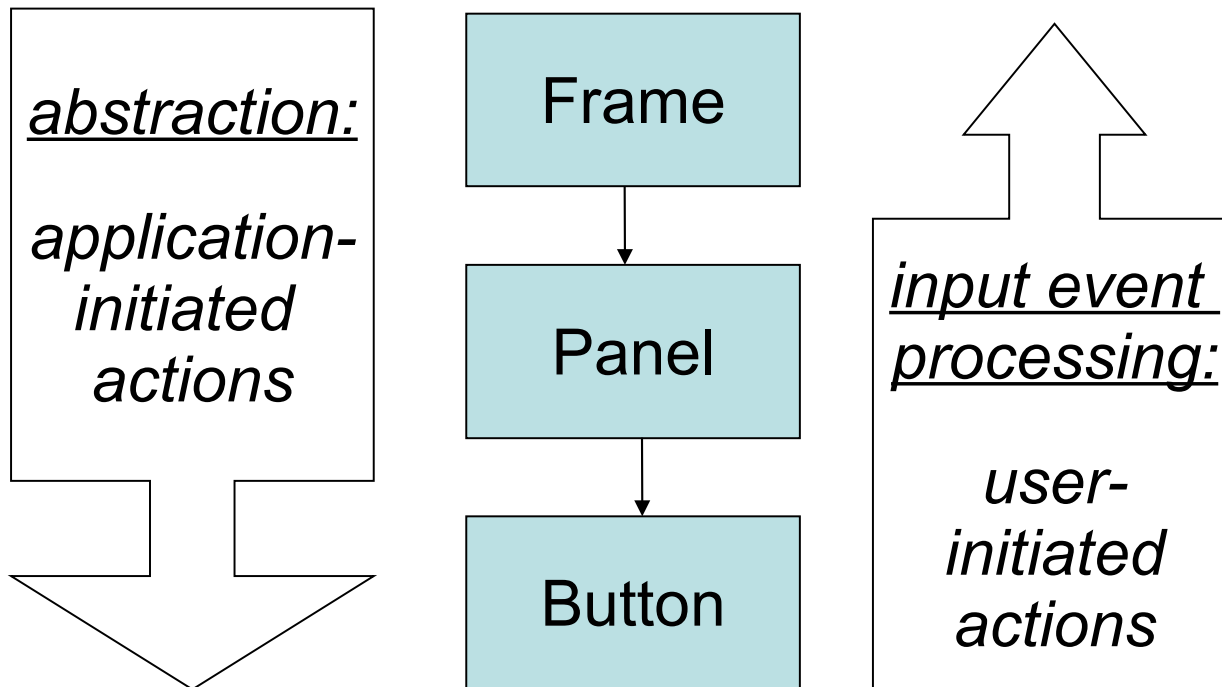 abstraction:
application-
initiated
actions
Frame
Panel
Button
input event
processing:
user-
initiated
actions